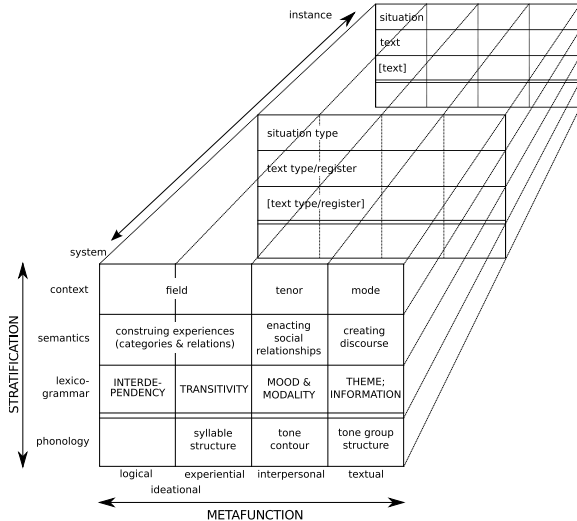 instance
situation
text
[text]
situation type
text type/register
[text type/register]
system
context
field
tenor
mode
semantics
construing experiences
(categories & relations)
enacting
social
relationships
creating
discourse
lexico-
grammar
INTERDE-
PENDENCY
TRANSITIVITY
MOOD &
MODALITY
THEME;
INFORMATION
phonology
syllable
structure
tone
contour
tone group
structure
logical
experiential
interpersonal
textual
ideational
METAFUNCTION
STRATIFICATION